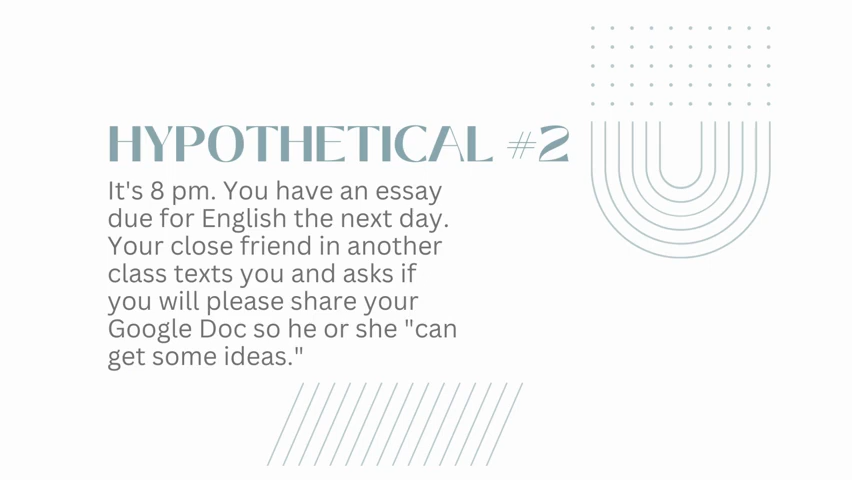 HYPOTHETICAL #2
It's 8 pm. You have an essay
due for English the next day.
Your close friend in another
class texts you and asks if
you will please share your
Google Doc so he or she "can
get some ideas."